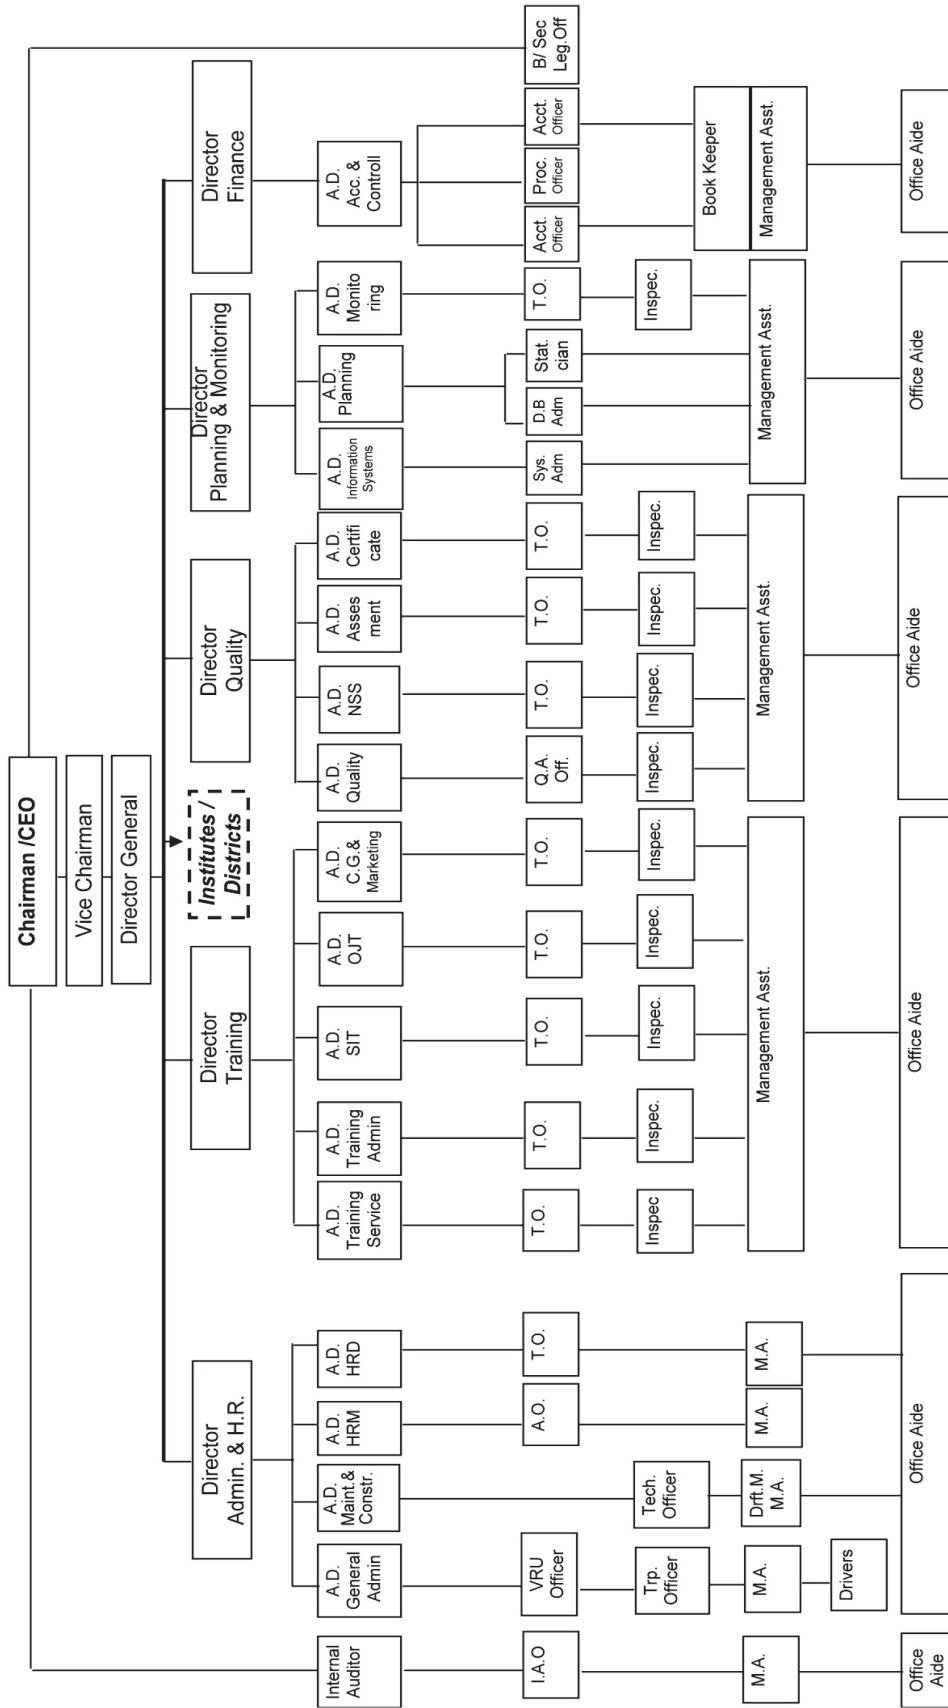 Chairman /CEO
Vice Chairman
Director General
Institutes /
Districts
Director
Admin. & H.R.
Director
Training
Director
Quality
Director
Planning & Monitoring
Director
Finance
Internal
Auditor
A.D.
General
Admin
A.D.
Maint.&
Constr.
A.D.
HRM
A.D.
HRD
A.D.
Training
Service
A.D.
Training
Admin
A.D.
SIT
A.D.
OJT
A.D.
C.G.&
Marketing
A.D.
Quality
A.D.
NSS
A.D.
Asses
ment
A.D.
Certifi
cate
A.D.
Information
Systems
A.D.
Planning
A.D.
Monito
ring
A.D.
Acc. &
Controll
I.A.O
VRU
Officer
A.O.
T.O.
T.O.
T.O.
T.O.
T.O.
T.O.
Q.A.
Off.
T.O.
T.O.
T.O.
Sys.
Adm
D.B
Adm
Stat.
cian
T.O.
Acct.
Officer
Proc.
Officer
Acct.
Officer
B/ Sec
Leg.Off
Trp.
Officer
Tech.
Officer
Inspec
Inspec.
Inspec.
Inspec.
Inspec.
Inspec.
Inspec.
Inspec.
Inspec.
Inspec.
Book Keeper
M.A.
M.A.
Drft.M.
M.A.
M.A.
M.A.
Management Asst.
Management Asst.
Management Asst.
Management Asst.
Drivers
Office
Aide
Office Aide
Office Aide
Office Aide
Office Aide
Office Aide